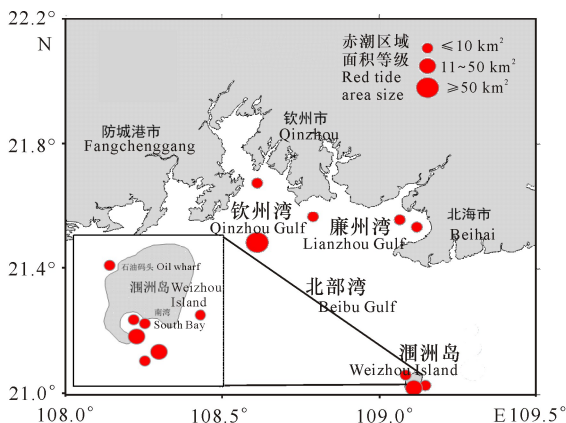 22.2°
N
21.8°
21.4°
21.0°
赤潮区域
面积等级
Red tide
area size
≤10 km²
11~50 km²
≥50 km²
防城港市
Fangchenggang
钦州市
Qinzhou
钦州湾
Qinzhou Gulf
廉州湾
Lianzhou Gulf
北海市
Beihai
北部湾
Beibu Gulf
涠洲岛
Weizhou Island
石油码头 Oil wharf
涠洲岛 Weizhou
Island
南湾
South Bay
108.0°
108.5°
109.0°
E 109.5°